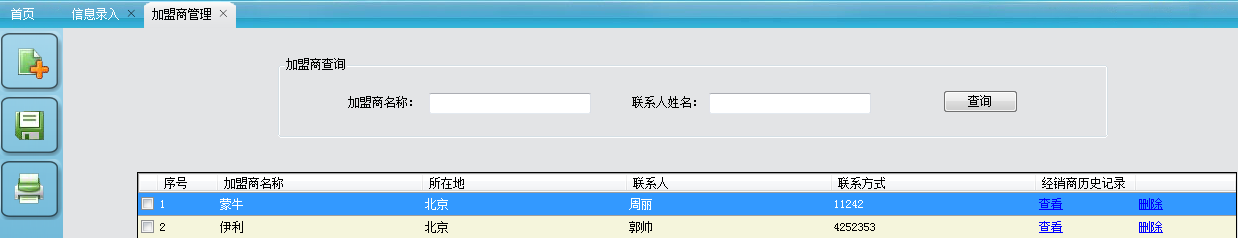 首页 信息录入 加盟商管理
加盟商查询
加盟商名称： 联系人姓名： 查询
序号 加盟商名称 所在地 联系人 联系方式 经销商历史记录
1 蒙牛 北京 周丽 11242 查看 删除
2 伊利 北京 郭帅 4252353 查看 删除